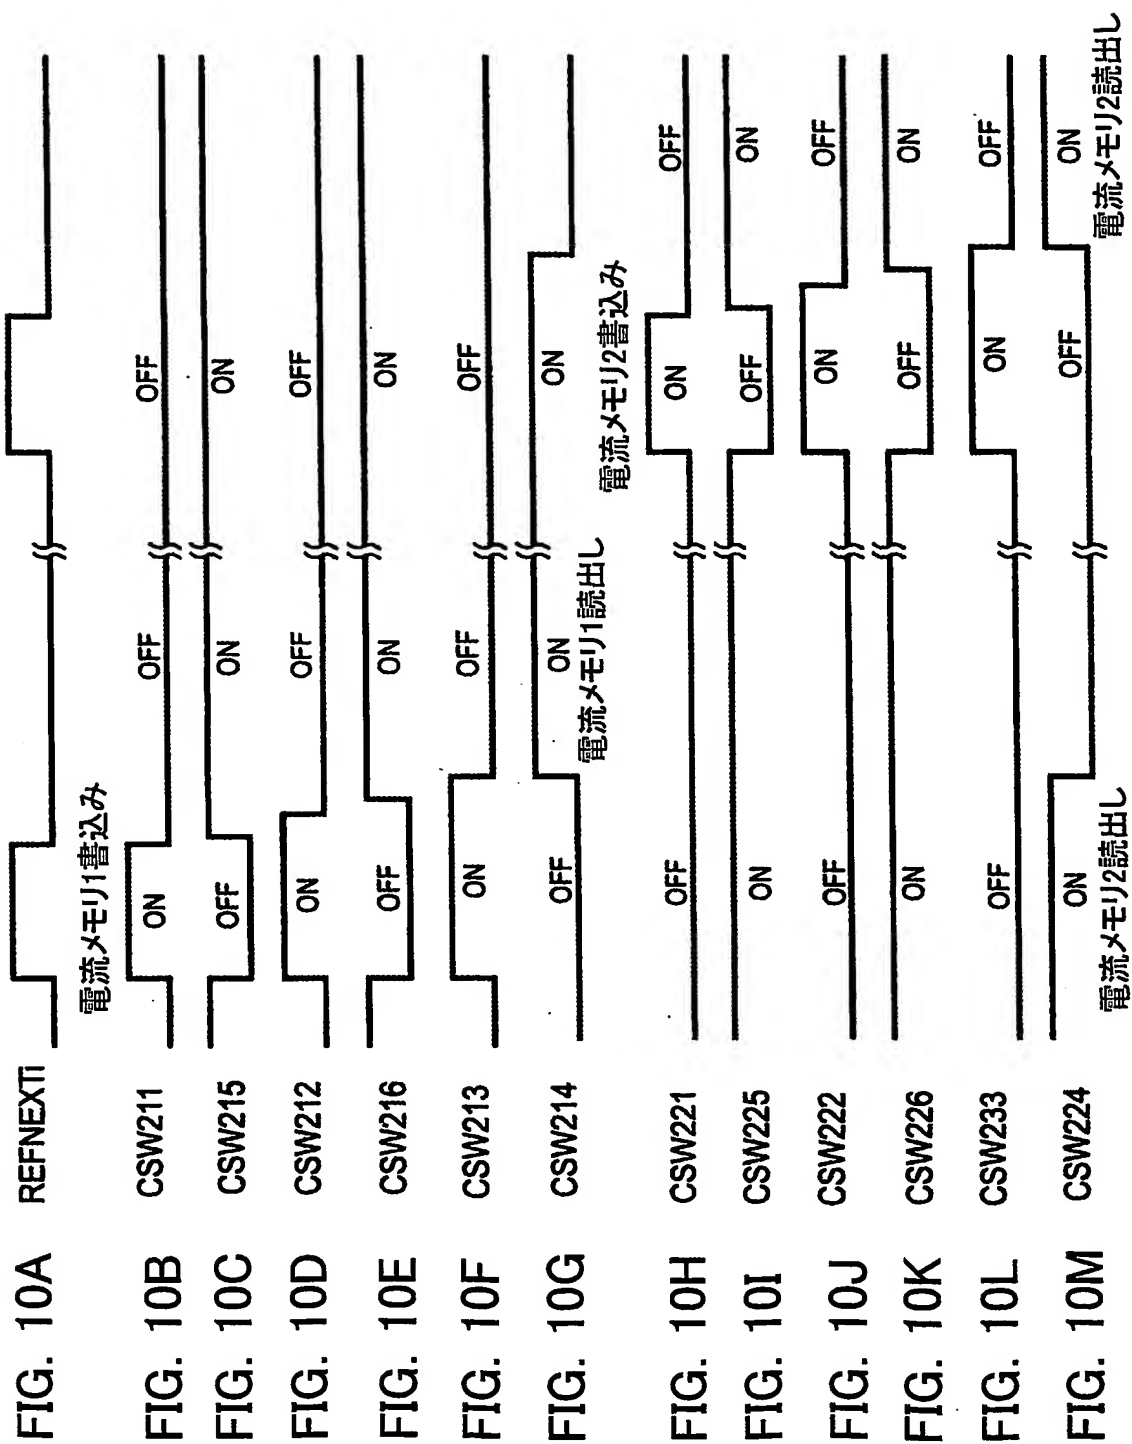 FIG. 10A REFNEXTi
電流メモリ1書込み
FIG. 10B CSW211 ON OFF OFF
FIG. 10C CSW215 OFF ON ON
FIG. 10D CSW212 ON OFF OFF
FIG. 10E CSW216 OFF ON ON
FIG. 10F CSW213 ON OFF OFF
FIG. 10G CSW214 OFF ON ON
電流メモリ1読出し
電流メモリ2書込み
FIG. 10H CSW221 OFF ON OFF
FIG. 10I CSW225 ON OFF ON
FIG. 10J CSW222 OFF ON OFF
FIG. 10K CSW226 ON OFF ON
FIG. 10L CSW233 OFF ON OFF
FIG. 10M CSW224 ON OFF ON
電流メモリ2読出し 電流メモリ2読出し